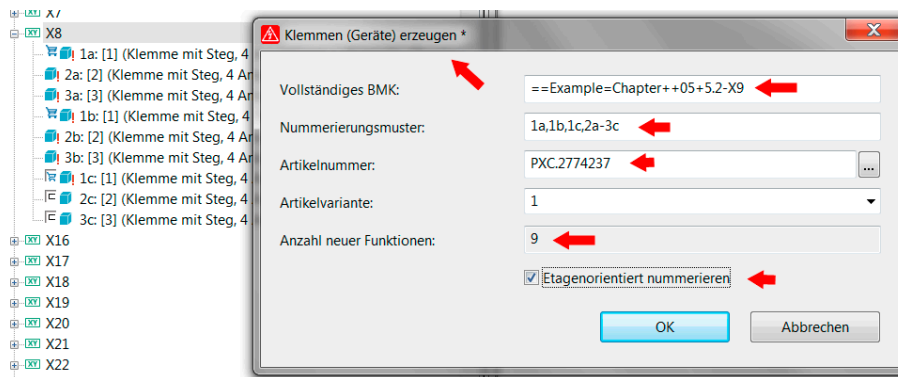 X7
X8
1a: [1] (Klemme mit Steg, 4
2a: [2] (Klemme mit Steg, 4 An
3a: [3] (Klemme mit Steg, 4 An
1b: [1] (Klemme mit Steg, 4
2b: [2] (Klemme mit Steg, 4 An
3b: [3] (Klemme mit Steg, 4 An
1c: [1] (Klemme mit Steg, 4
2c: [2] (Klemme mit Steg, 4
3c: [3] (Klemme mit Steg, 4
X16
X17
X18
X19
X20
X21
X22
Klemmen (Geräte) erzeugen *
Vollständiges BMK: ==Example=Chapter++05+5.2-X9
Nummerierungsmuster: 1a,1b,1c,2a-3c
Artikelnummer: PXC.2774237 ...
Artikelvariante: 1
Anzahl neuer Funktionen: 9
Etagenorientiert nummerieren
OK Abbrechen